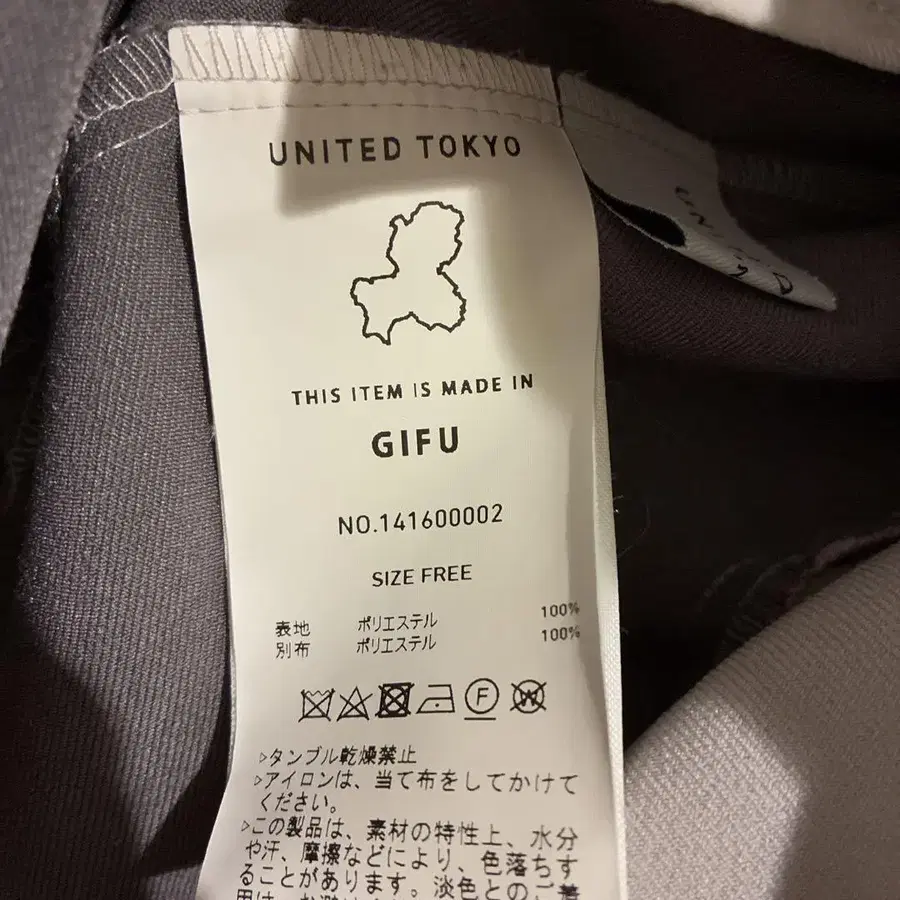 UNITED TOKYO
THIS ITEM IS MADE IN
GIFU
NO.141600002
SIZE FREE
表地 ポリエステル 100%
別布 ポリエステル 100%
F W
▷タンブル乾燥禁止
▷アイロンは、当て布をしてかけて
ください。
▷この製品は、素材の特性上、水分
や汗、摩擦などにより、色落ちす
ることがあります。淡色とのご着